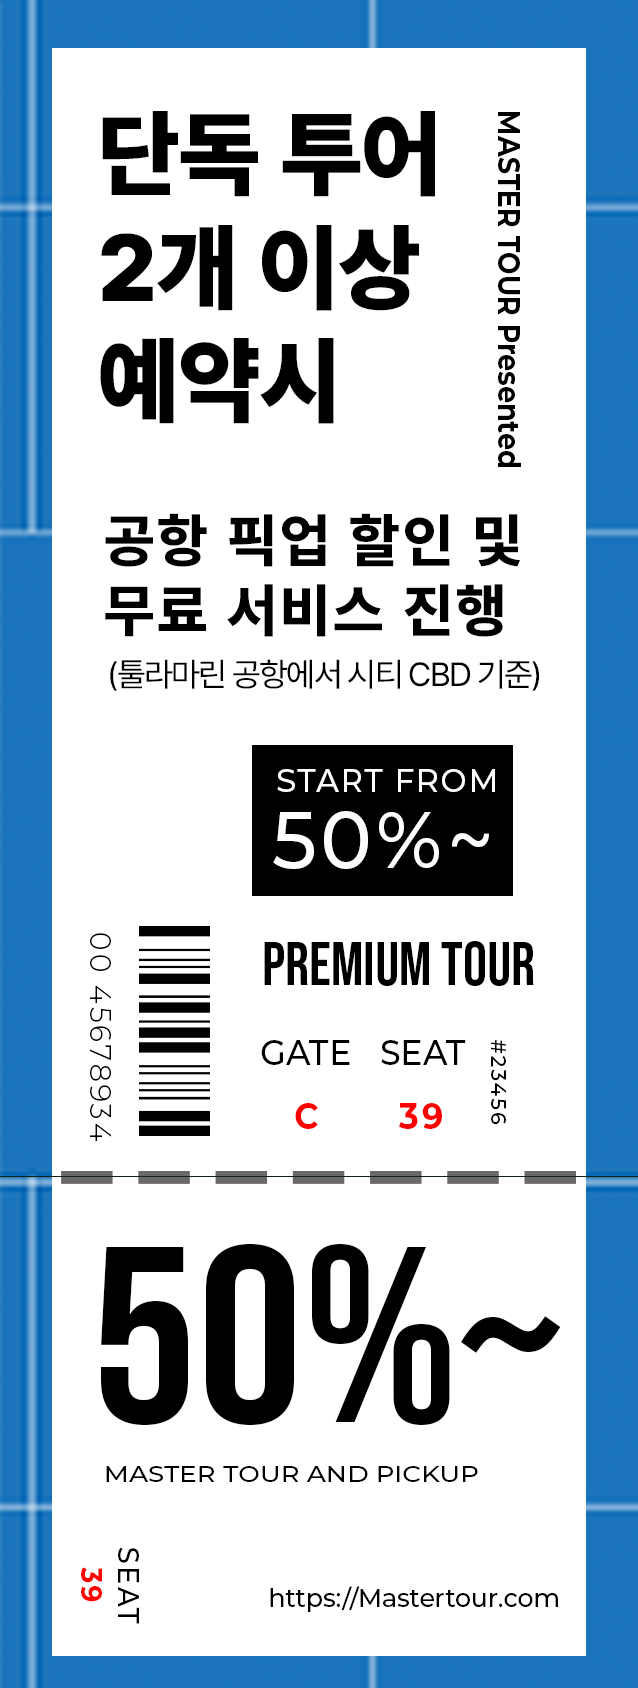 단독 투어
2개 이상
예약시
MASTER TOUR Presented
공항 픽업 할인 및
무료 서비스 진행
(툴라마린 공항에서 시티 CBD 기준)
START FROM
50%~
00 45678934
PREMIUM TOUR
GATE SEAT
C 39
#23456
50%~
MASTER TOUR AND PICKUP
SEAT
39
https://Mastertour.com